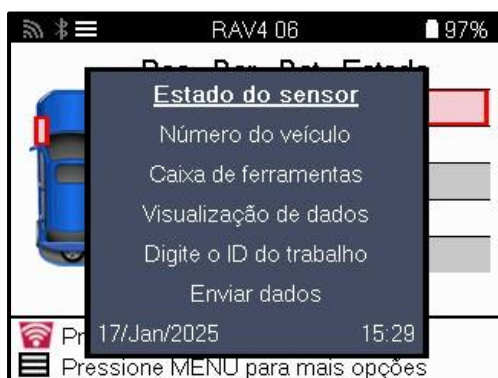 RAV4 06 97%
Estado do sensor
Número do veículo
Caixa de ferramentas
Visualização de dados
Digite o ID do trabalho
Enviar dados
17/Jan/2025 15:29
Pressione MENU para mais opções